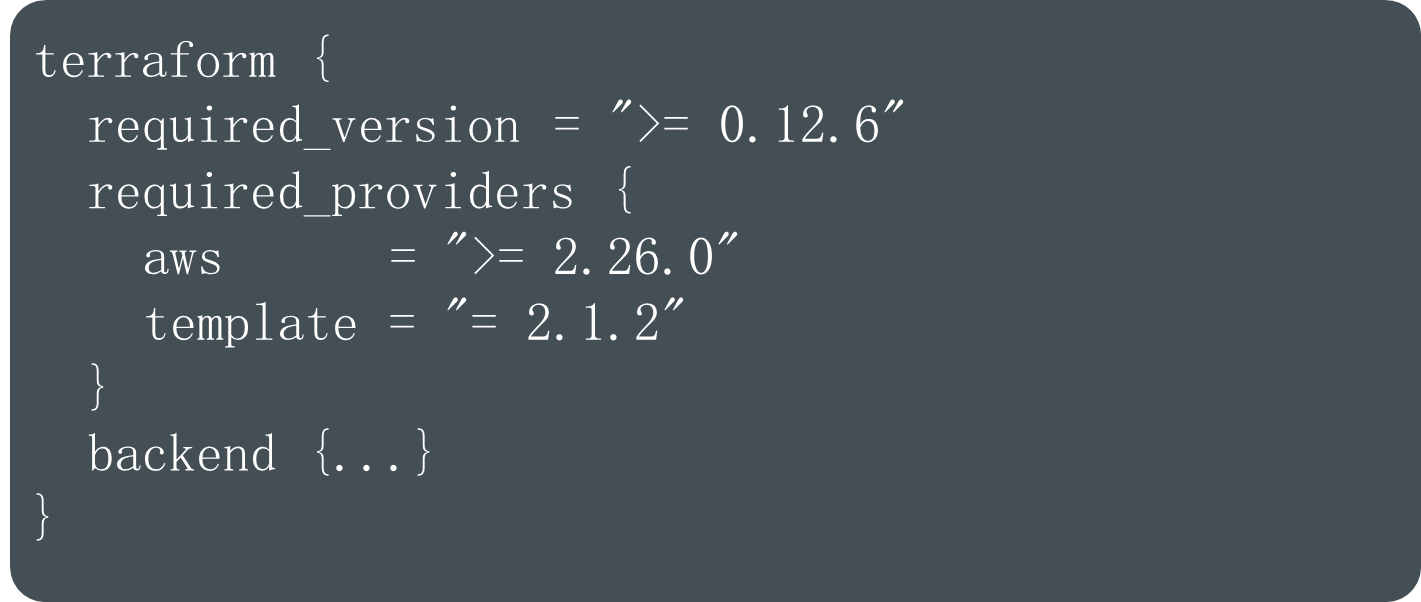 terraform {
  required_version = ">= 0.12.6"
  required_providers {
    aws      = ">= 2.26.0"
    template = "= 2.1.2"
  }
  backend {...}
}